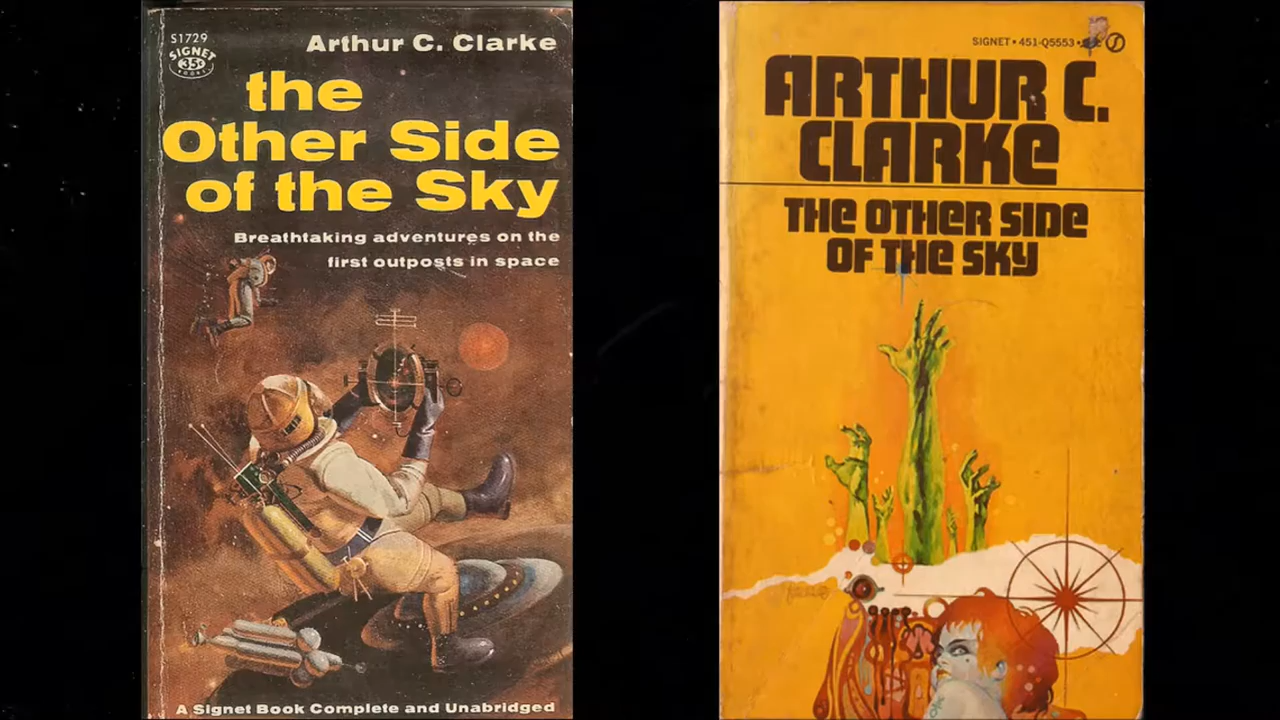 S1729
SIGNET
35¢
BOOKS
Arthur C. Clarke
the
Other Side
of the Sky
Breathtaking adventures on the
first outposts in space
A Signet Book Complete and Unabridged
SIGNET • 451-Q5553 •
ARTHUR C.
CLARKE
THE OTHER SIDE
OF THE SKY